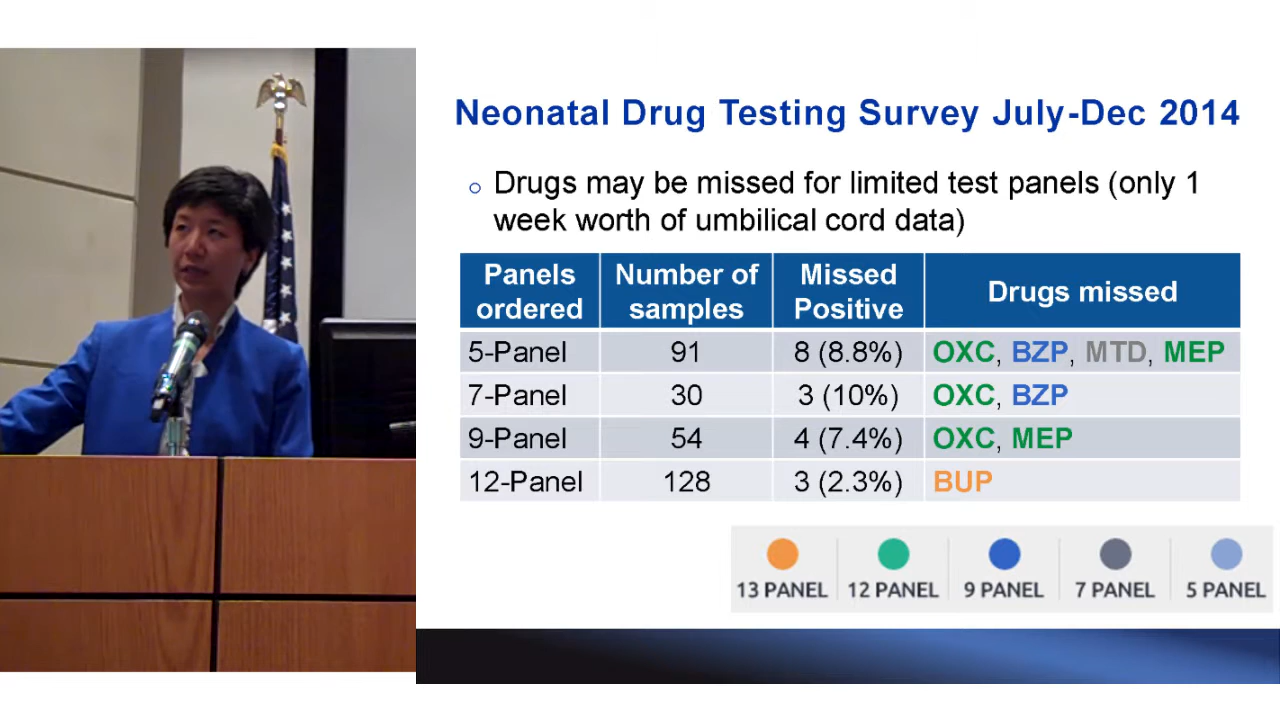 Neonatal Drug Testing Survey July-Dec 2014
Drugs may be missed for limited test panels (only 1
week worth of umbilical cord data)
Panels ordered Number of samples Missed Positive Drugs missed
5-Panel 91 8 (8.8%) OXC, BZP, MTD, MEP
7-Panel 30 3 (10%) OXC, BZP
9-Panel 54 4 (7.4%) OXC, MEP
12-Panel 128 3 (2.3%) BUP
13 PANEL 12 PANEL 9 PANEL 7 PANEL 5 PANEL